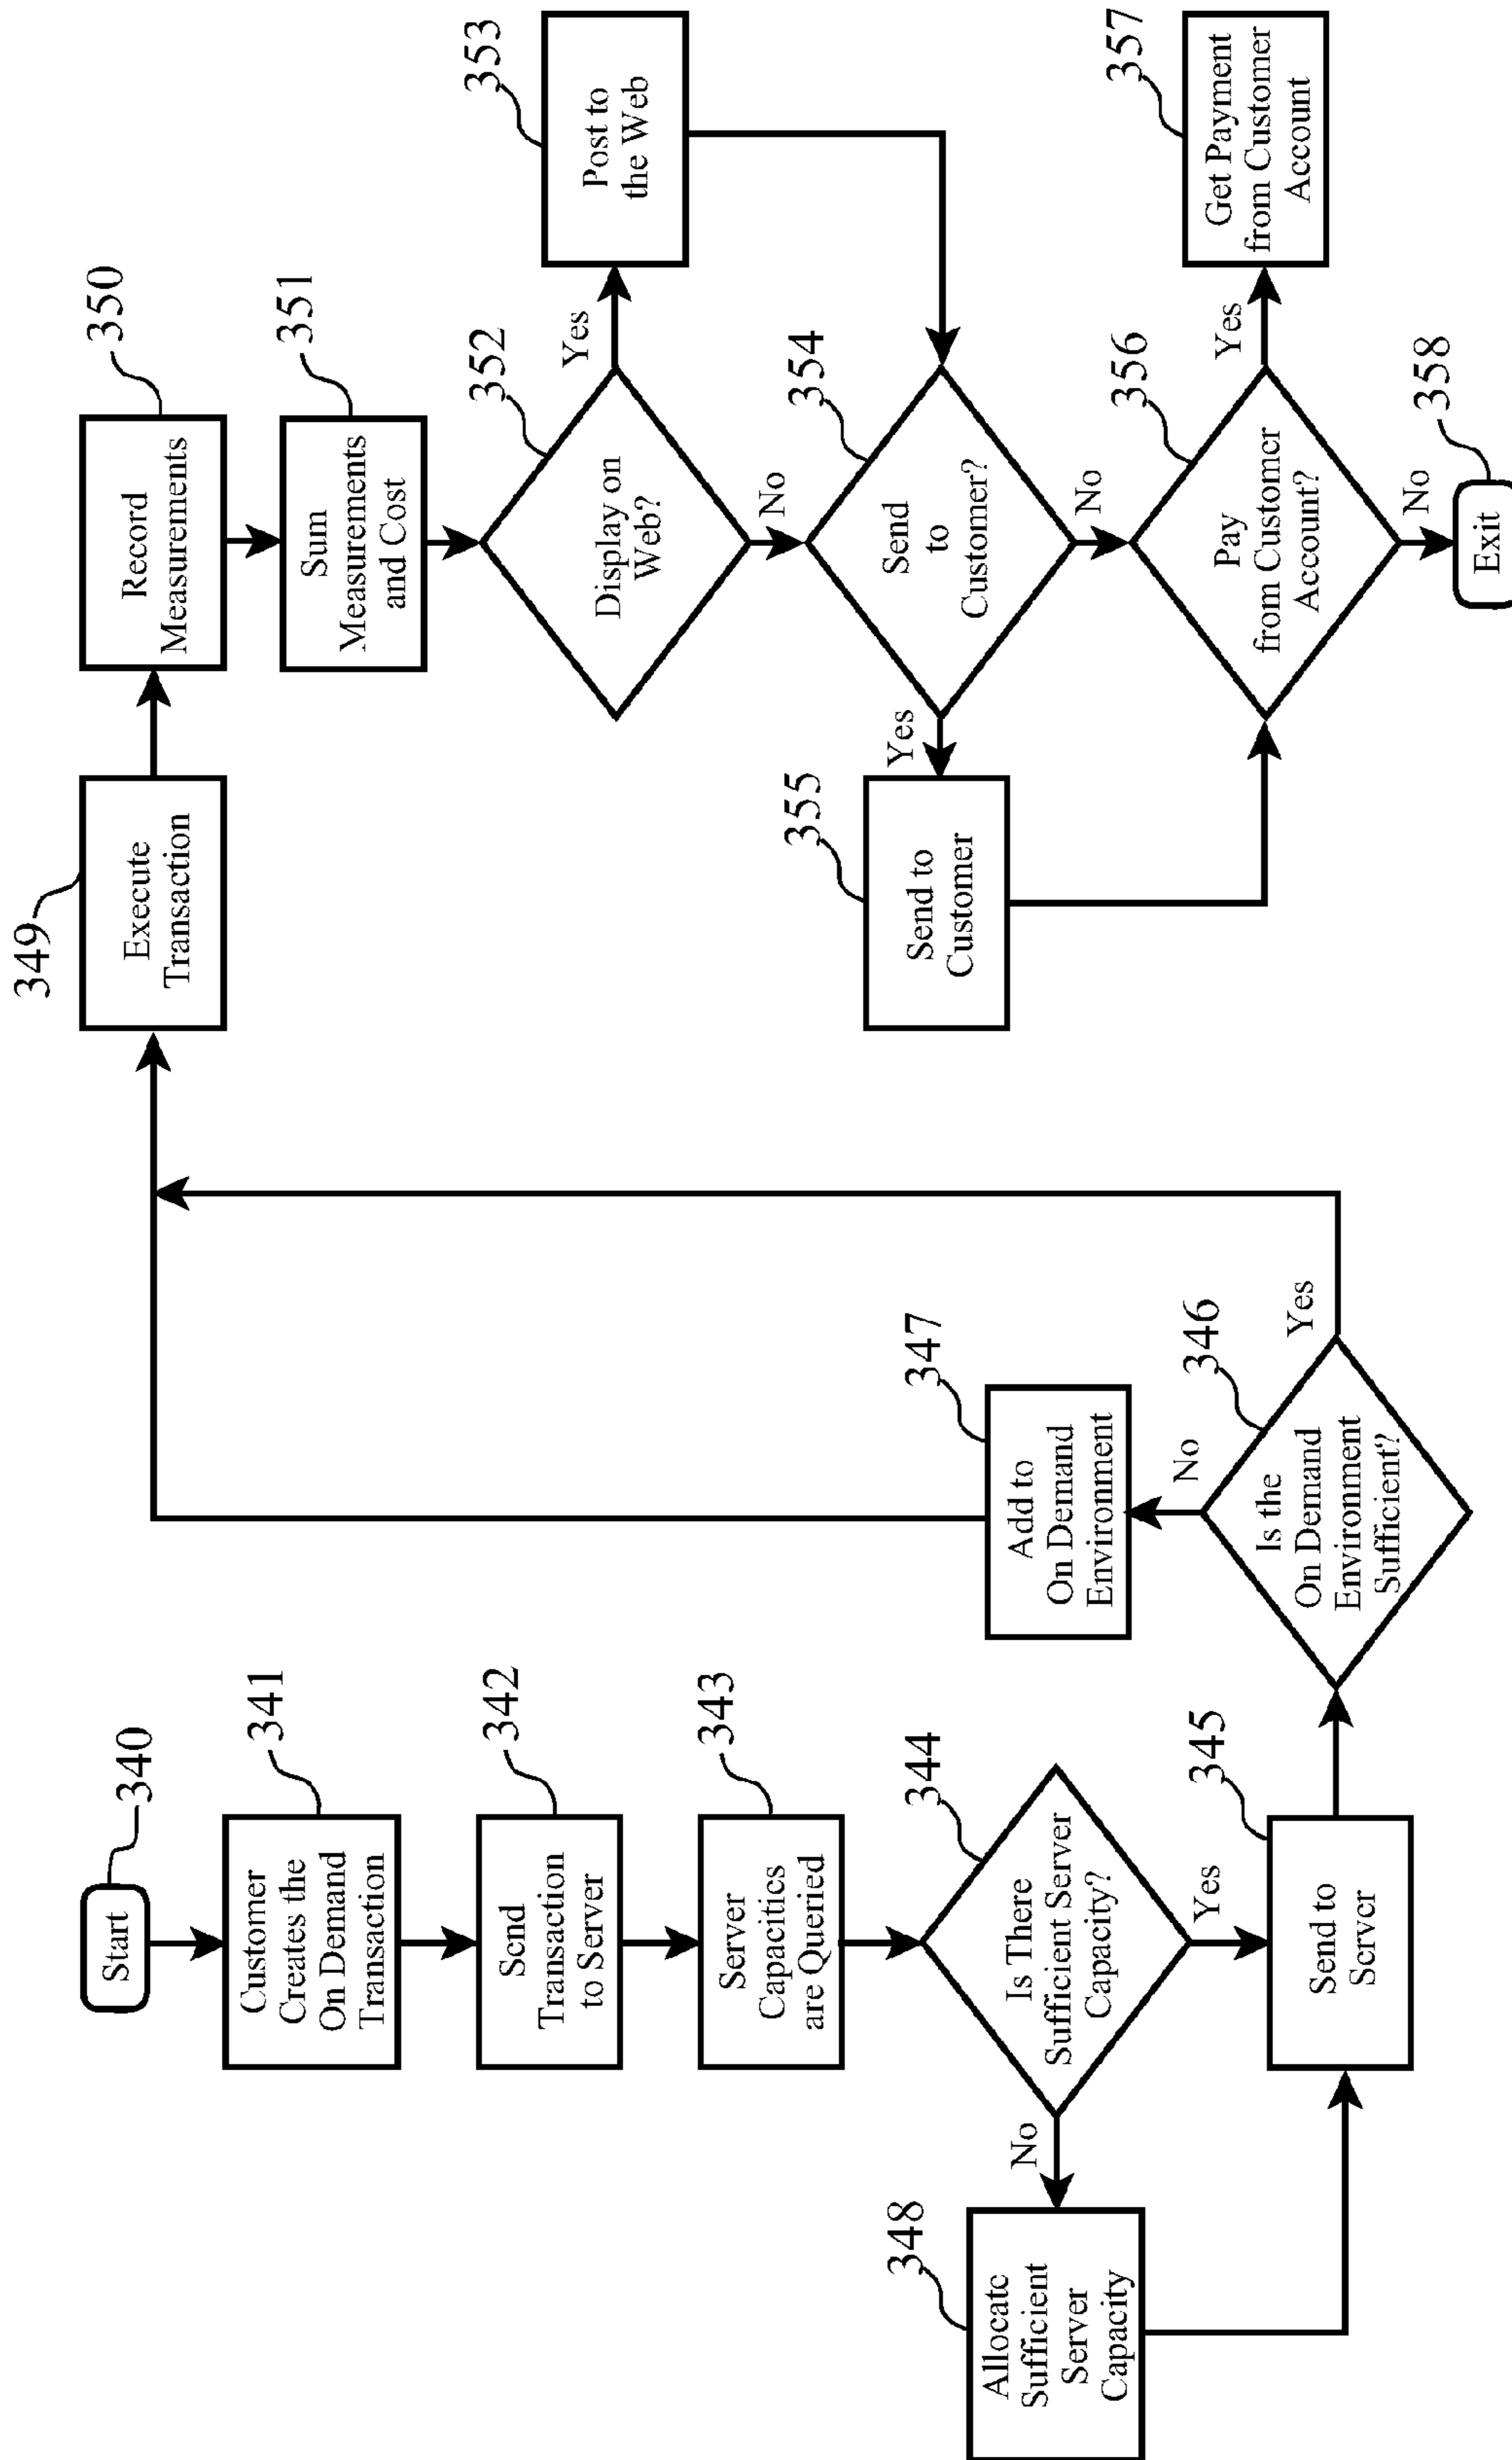 340
Start
341
Customer
Creates the
On Demand
Transaction
342
Send
Transaction
to Server
343
Server
Capacities
are Queried
344
Is There
Sufficient Server
Capacity?
No
Yes
348
Allocate
Sufficient
Server
Capacity
345
Send to
Server
346
Is the
On Demand
Environment
Sufficient?
No
Yes
347
Add to
On Demand
Environment
349
Execute
Transaction
350
Record
Measurements
351
Sum
Measurements
and Cost
352
Display on
Web?
Yes
No
353
Post to
the Web
354
Send
to
Customer?
Yes
No
355
Send to
Customer
356
Pay
from Customer
Account?
Yes
No
357
Get Payment
from Customer
Account
358
Exit